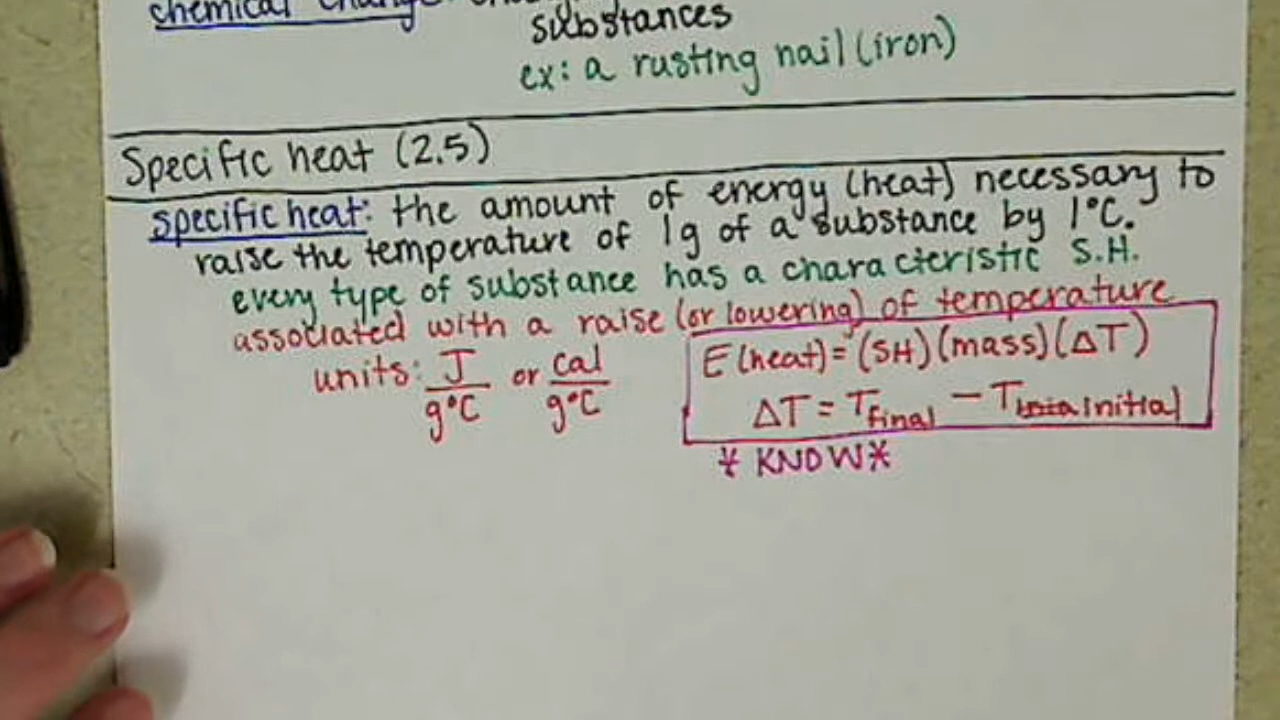 chemical change
substances
ex: a rusting nail (iron)
Specific heat (2.5)
specific heat: the amount of energy (heat) necessary to
raise the temperature of 1g of a substance by 1°C.
every type of substance has a characteristic S.H.
associated with a raise (or lowering) of temperature
units: J/g°C or cal/g°C
E (heat) = (SH)(mass)(ΔT)
ΔT = Tfinal - Tinitial
* KNOW *